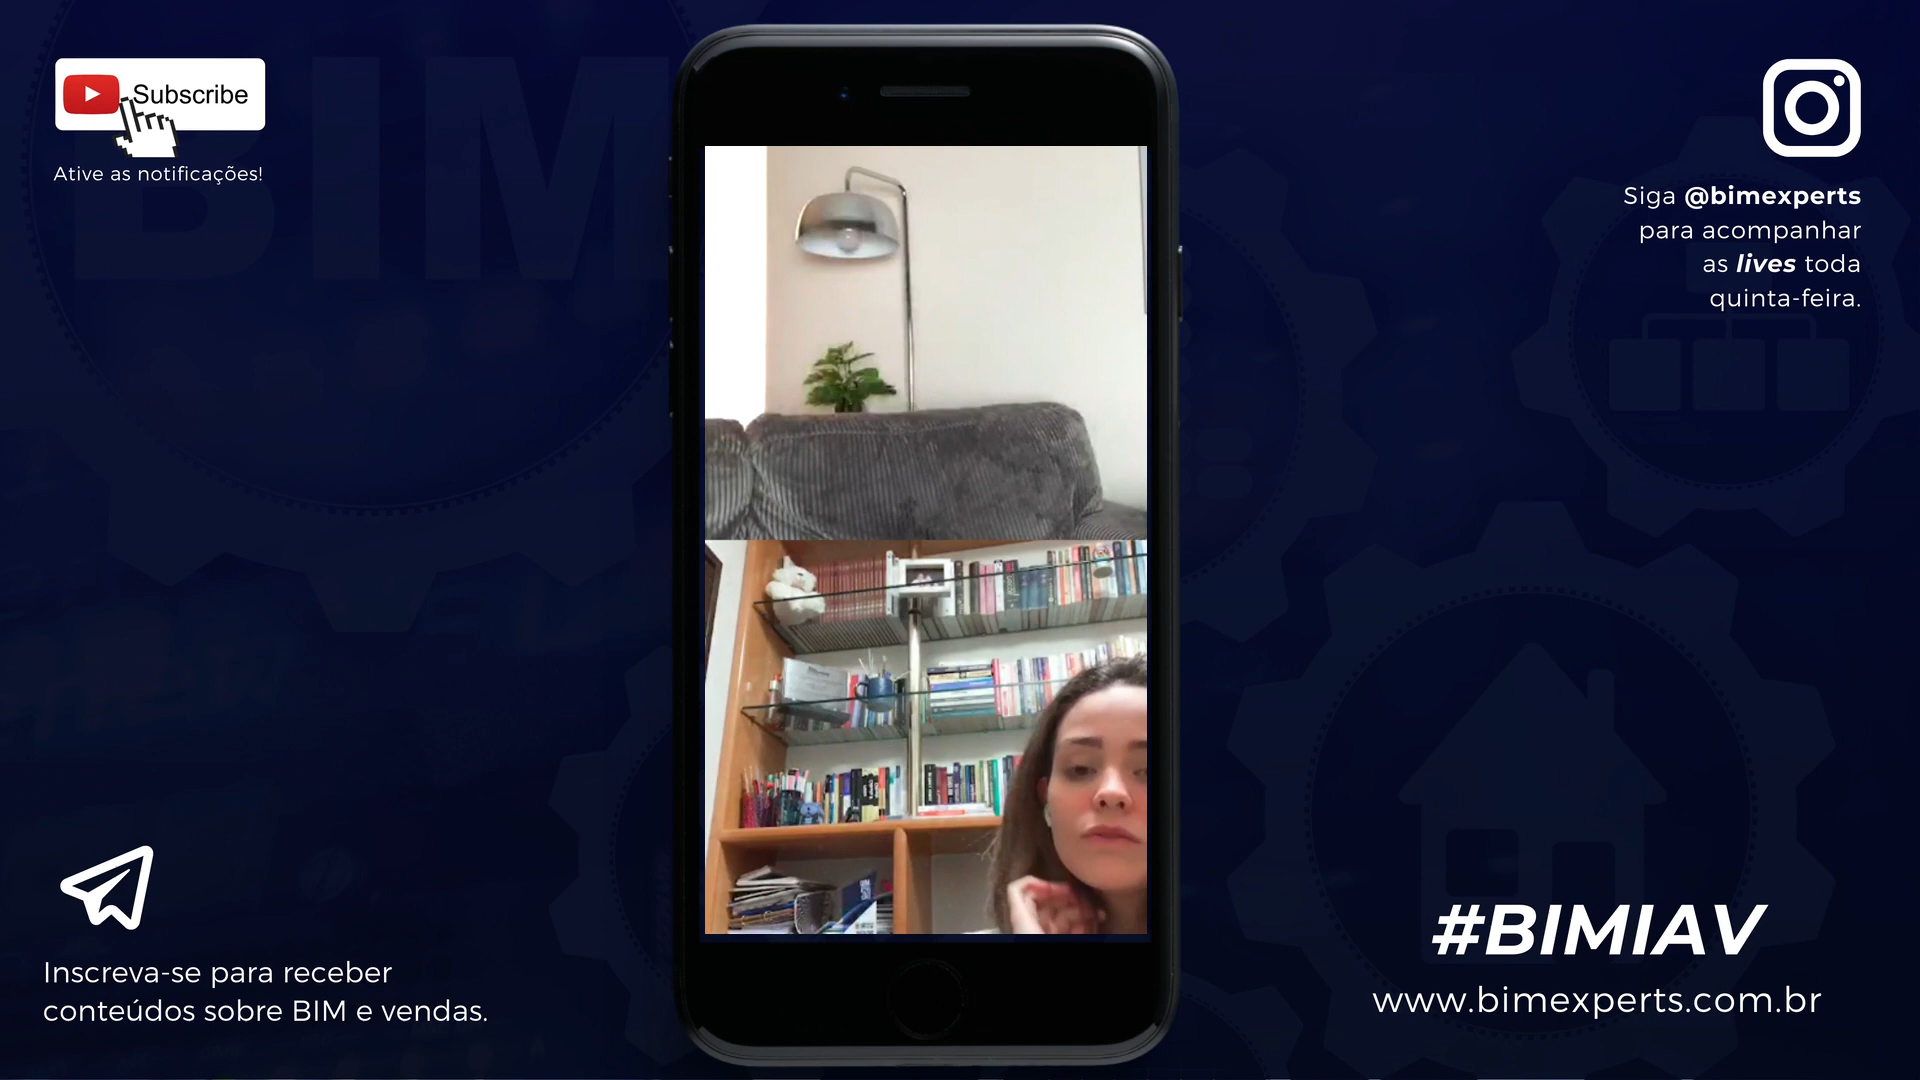 BIM
Subscribe
Ative as notificações!
Siga @bimexperts
para acompanhar
as lives toda
quinta-feira.
Inscreva-se para receber
conteúdos sobre BIM e vendas.
#BIMIAV
www.bimexperts.com.br